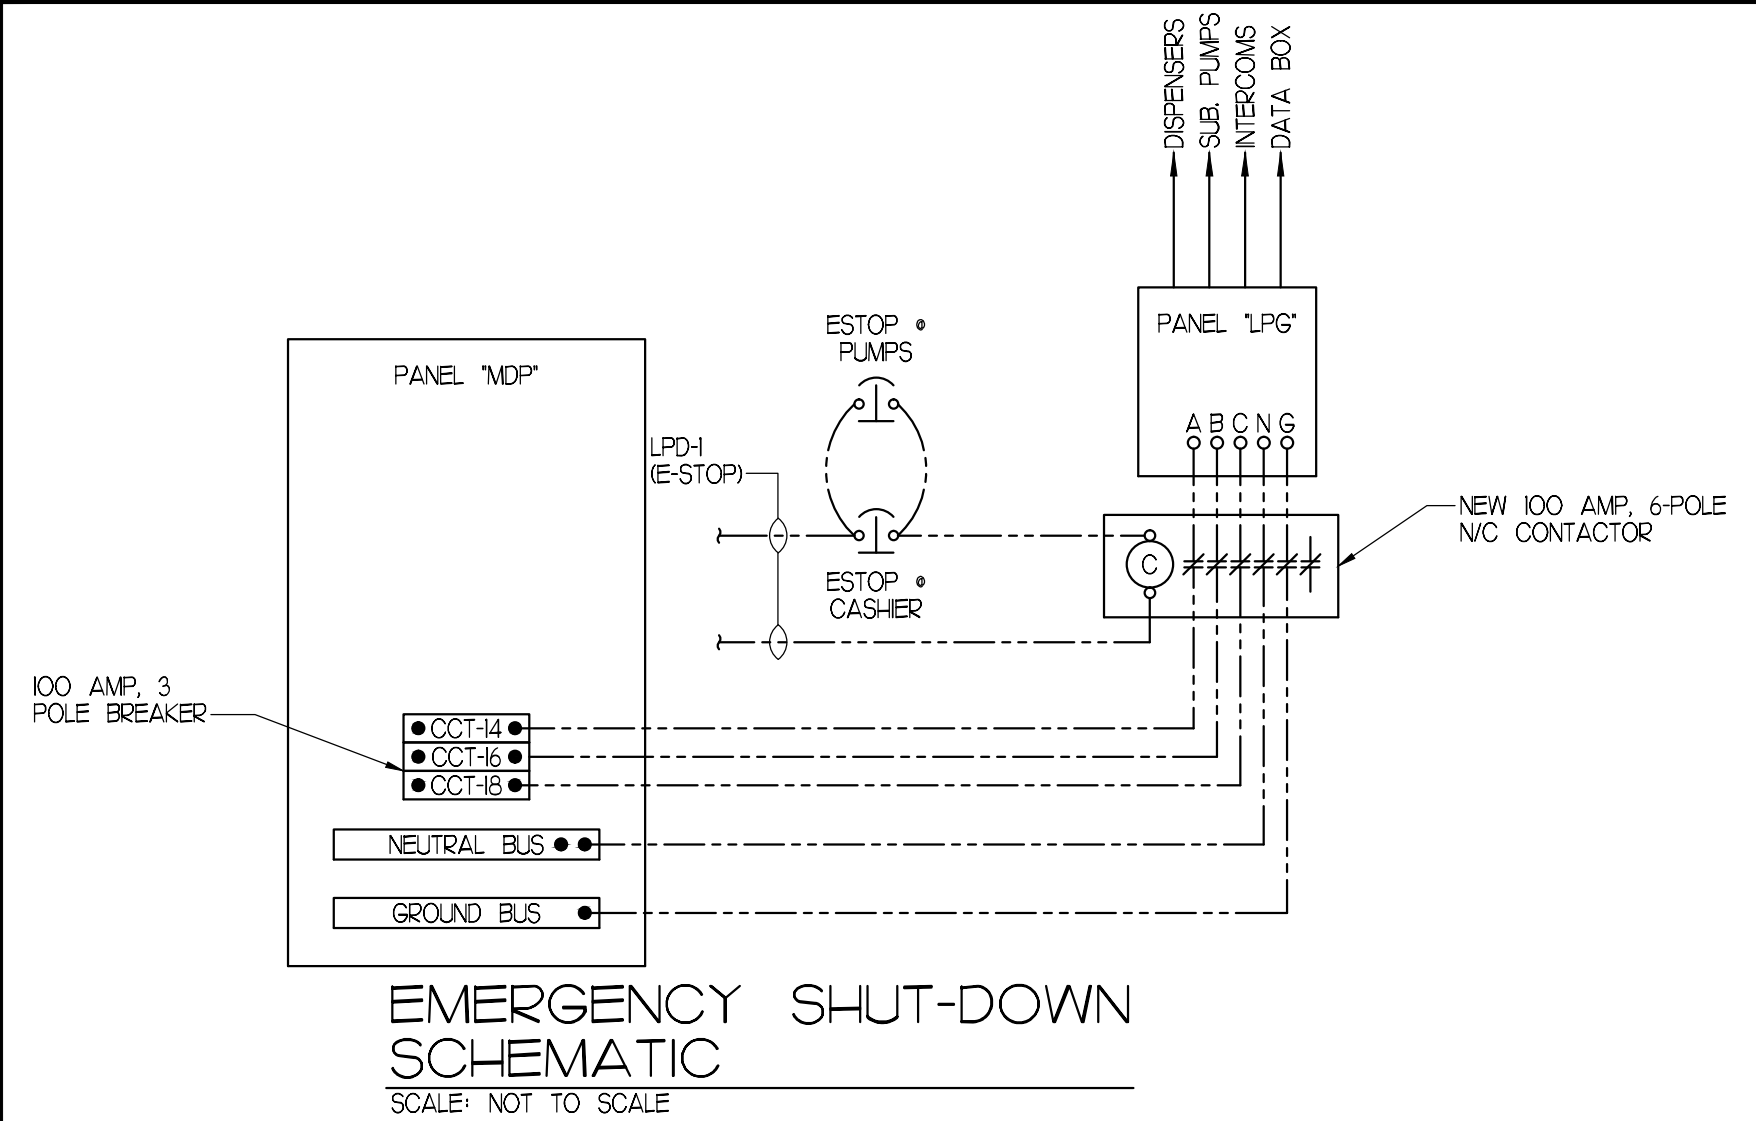 DISPENSERS
SUB. PUMPS
INTERCOMS
DATA BOX
PANEL "LPG"
A B C N G
ESTOP @
PUMPS
PANEL "MDP"
LPD-1
(E-STOP)
NEW 100 AMP, 6-POLE
N/C CONTACTOR
C
ESTOP @
CASHIER
100 AMP, 3
POLE BREAKER
CCT-14
CCT-16
CCT-18
NEUTRAL BUS
GROUND BUS
EMERGENCY SHUT-DOWN
SCHEMATIC
SCALE: NOT TO SCALE